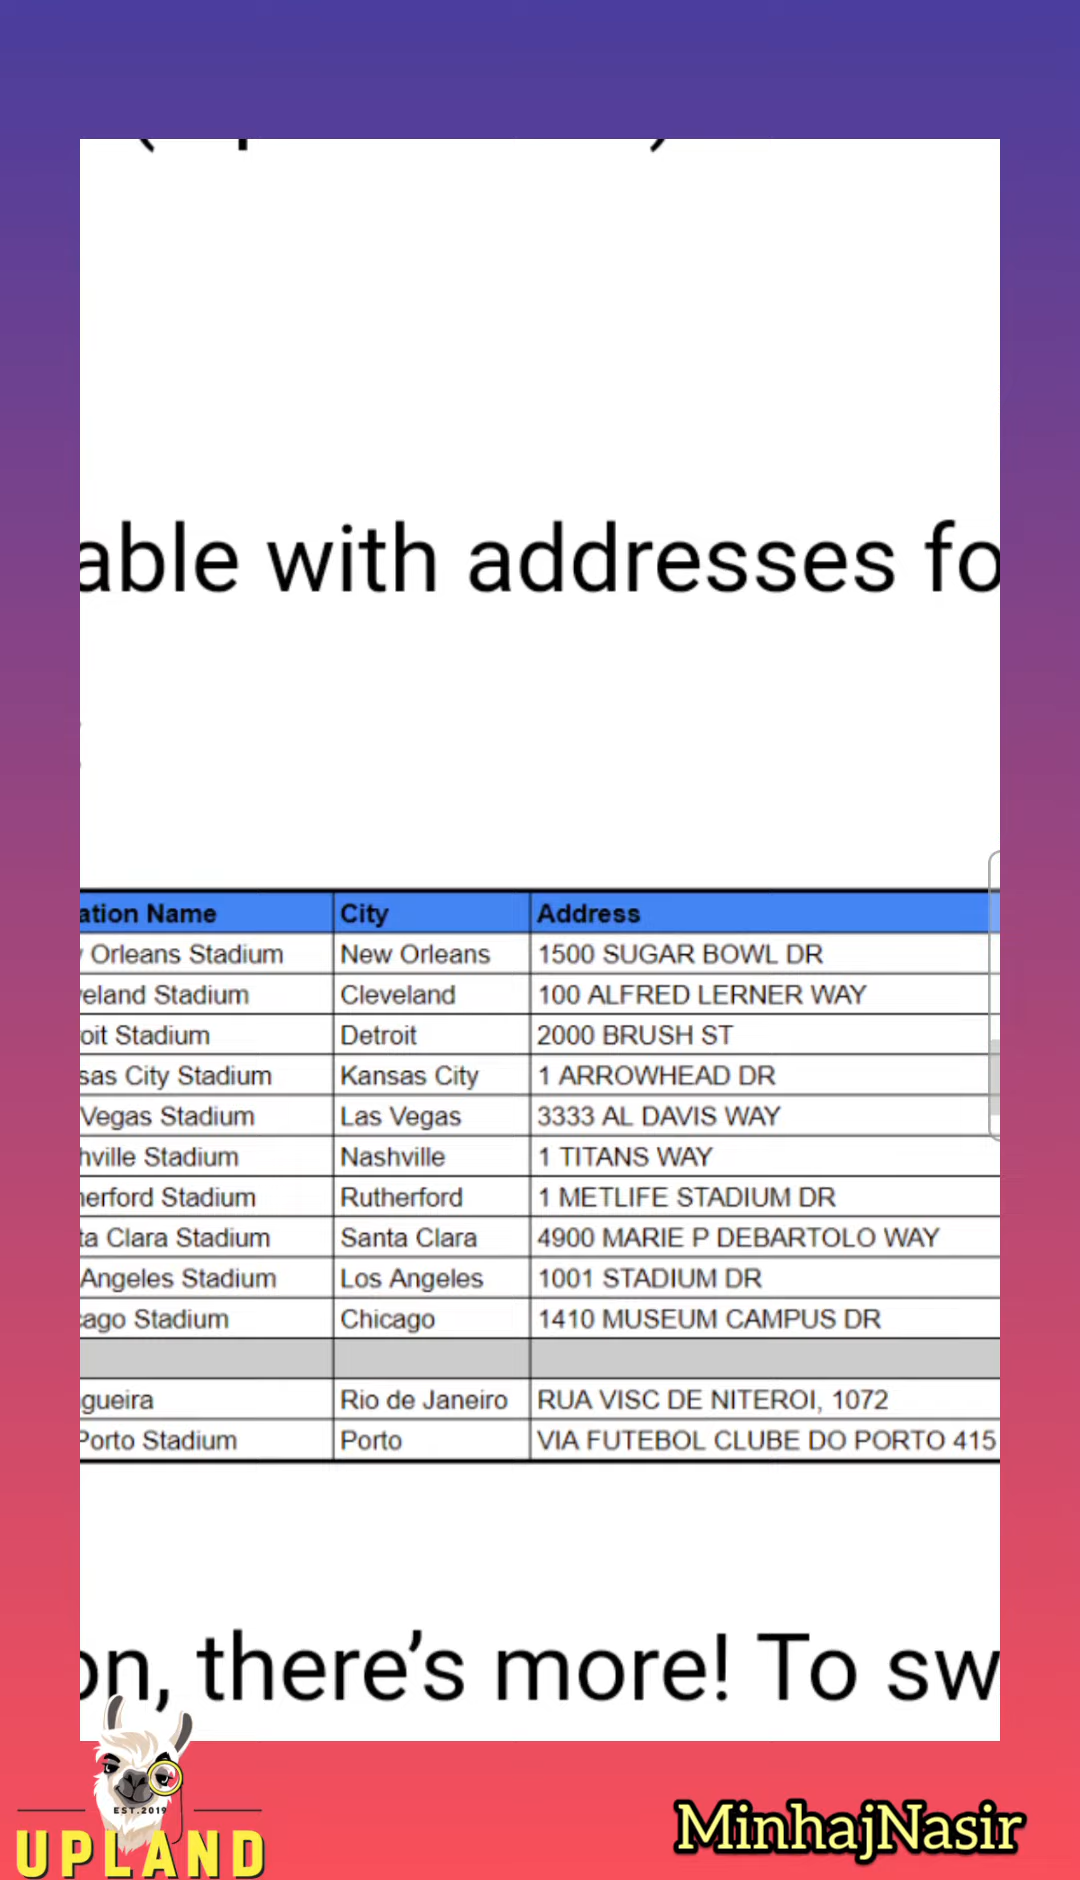 able with addresses fo
ation Name City Address
Orleans Stadium New Orleans 1500 SUGAR BOWL DR
eland Stadium Cleveland 100 ALFRED LERNER WAY
oit Stadium Detroit 2000 BRUSH ST
sas City Stadium Kansas City 1 ARROWHEAD DR
Vegas Stadium Las Vegas 3333 AL DAVIS WAY
hville Stadium Nashville 1 TITANS WAY
erford Stadium Rutherford 1 METLIFE STADIUM DR
ta Clara Stadium Santa Clara 4900 MARIE P DEBARTOLO WAY
Angeles Stadium Los Angeles 1001 STADIUM DR
ago Stadium Chicago 1410 MUSEUM CAMPUS DR
gueira Rio de Janeiro RUA VISC DE NITEROI, 1072
Porto Stadium Porto VIA FUTEBOL CLUBE DO PORTO 415
on, there's more! To sw
EST.2019
UPLAND
MinhajNasir